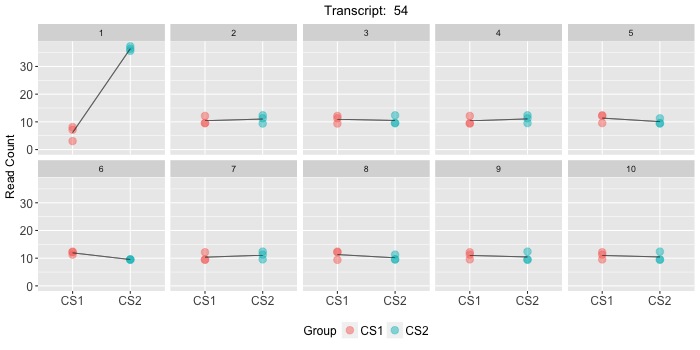 Transcript: 54
1 2 3 4 5
30
20
10
0
Read Count
6 7 8 9 10
30
20
10
0
CS1 CS2 CS1 CS2 CS1 CS2 CS1 CS2 CS1 CS2
Group CS1 CS2